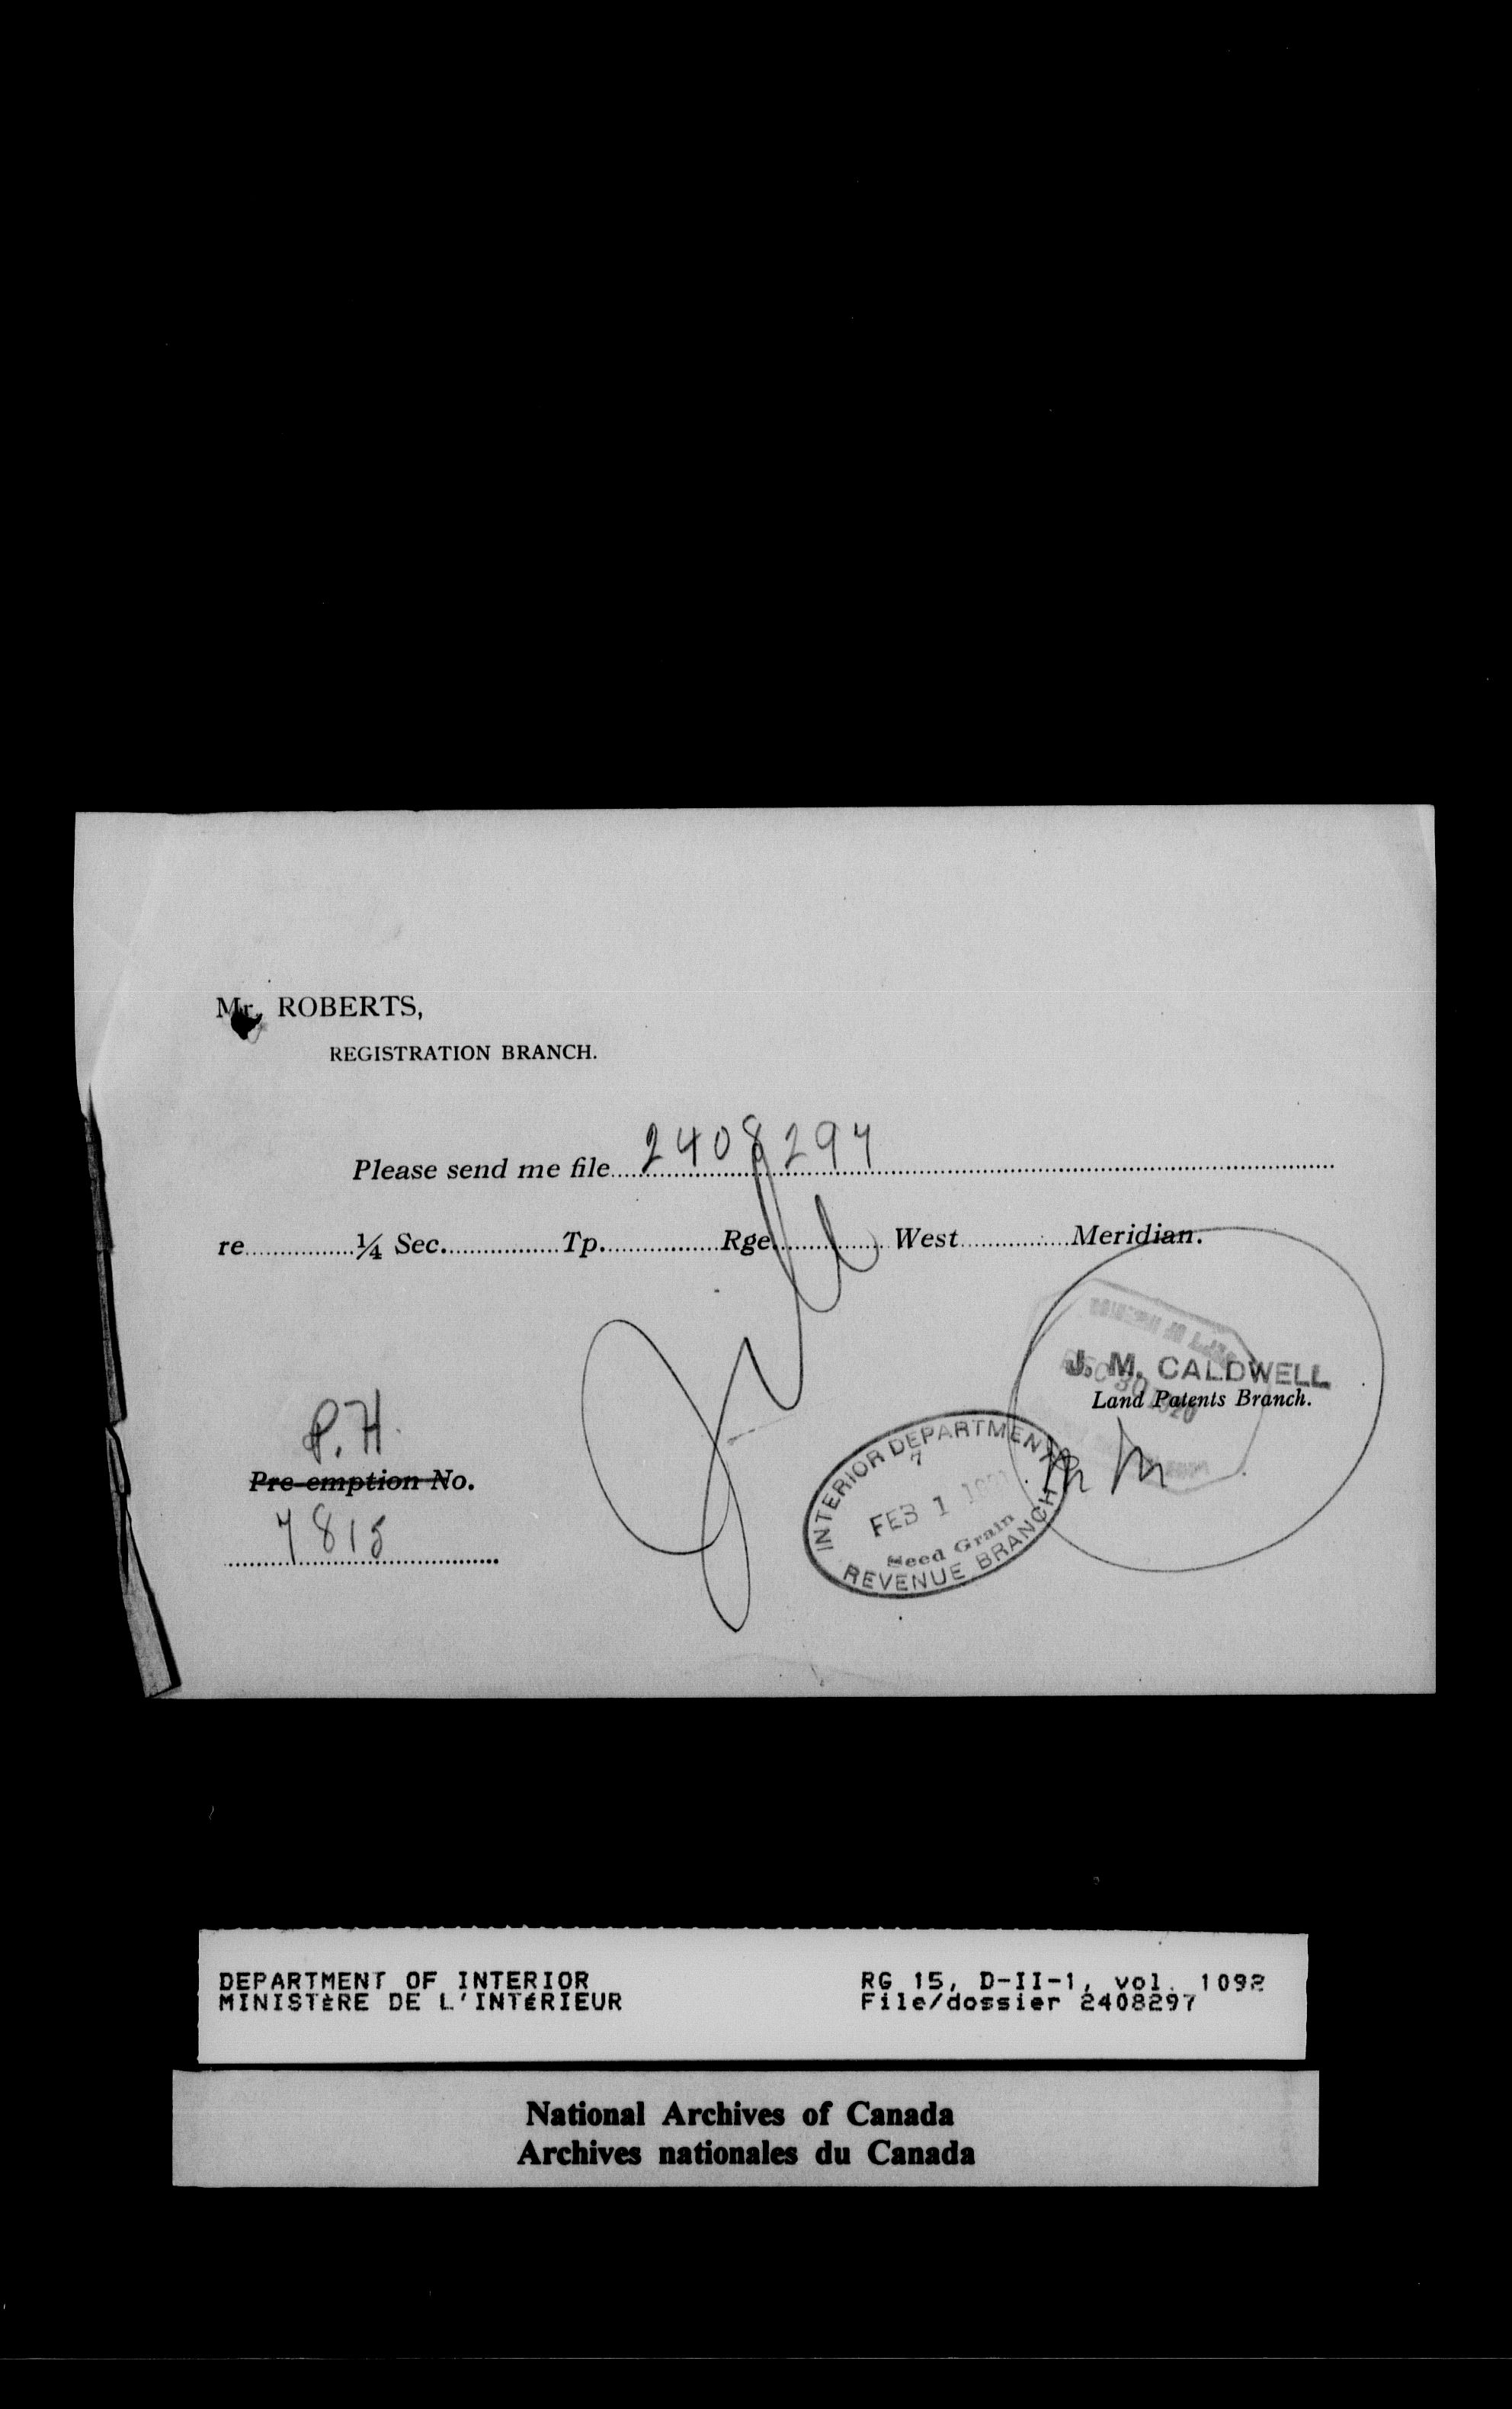 Mr. ROBERTS,
REGISTRATION BRANCH.
Please send me file 2408297
re ¼ Sec. Tp. Rge. West Meridian.
J. M. CALDWELL
Land Patents Branch.
DEC 30 1920
P.H.
Pre-emption No.
7815
INTERIOR DEPARTMENT
7
FEB 1
Seed Grain
REVENUE BRANCH
DEPARTMENT OF INTERIOR
MINISTÈRE DE L'INTÉRIEUR
RG 15, D-II-1, vol. 1092
File/dossier 2408297
National Archives of Canada
Archives nationales du Canada